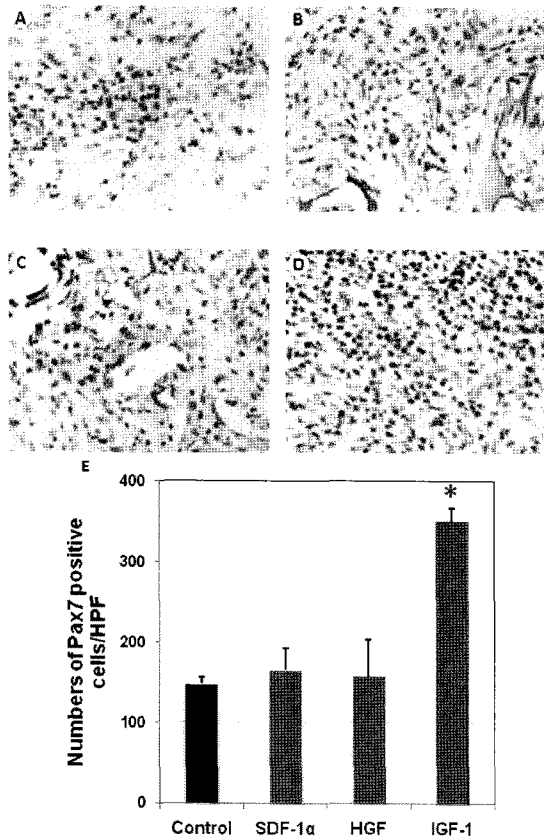 A
B
C
D
E
Numbers of Pax7 positive
cells/HPF
400
300
200
100
0
*
Control SDF-1α HGF IGF-1